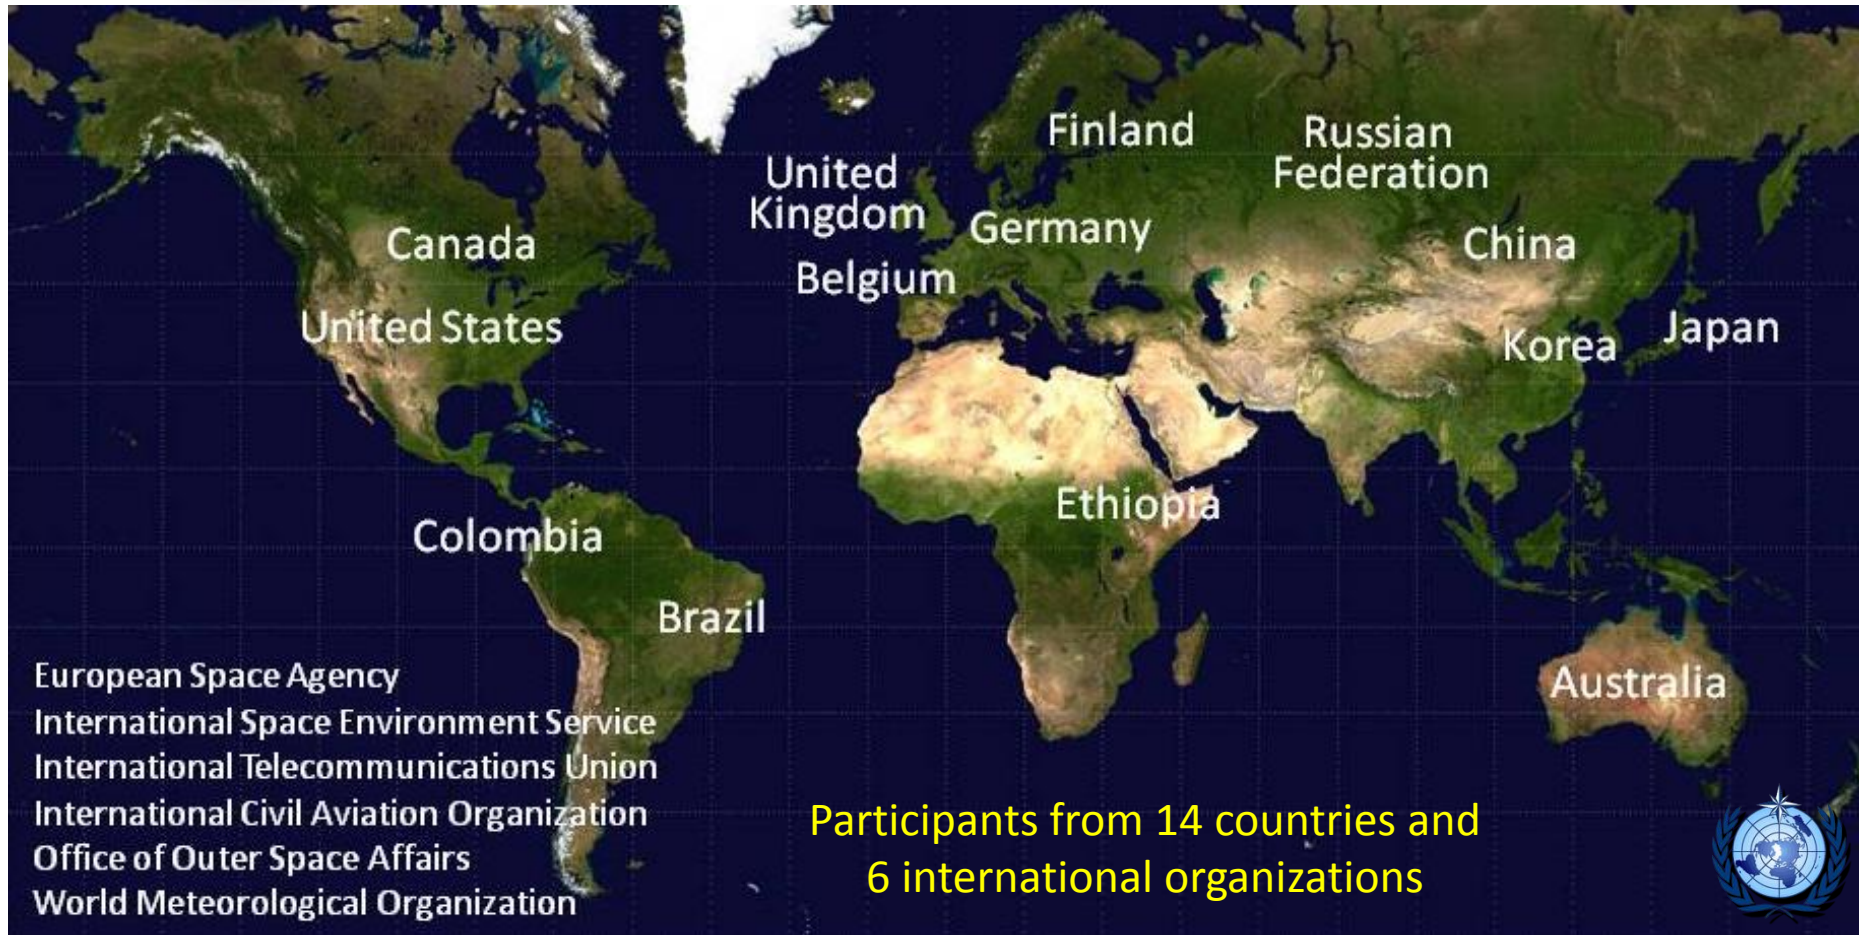 Finland
Russian
Federation
United
Kingdom
Germany
Canada
China
Belgium
United States
Japan
Korea
Ethiopia
Colombia
Brazil
European Space Agency
International Space Environment Service
International Telecommunications Union
International Civil Aviation Organization
Office of Outer Space Affairs
World Meteorological Organization
Australia
Participants from 14 countries and
6 international organizations